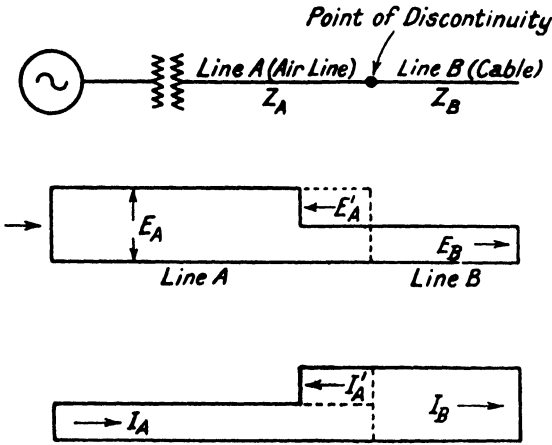 Point of Discontinuity
Line A (Air Line)
Line B (Cable)
Z_A
Z_B
E_A
E'_A
E_B
Line A
Line B
I_A
I'_A
I_B